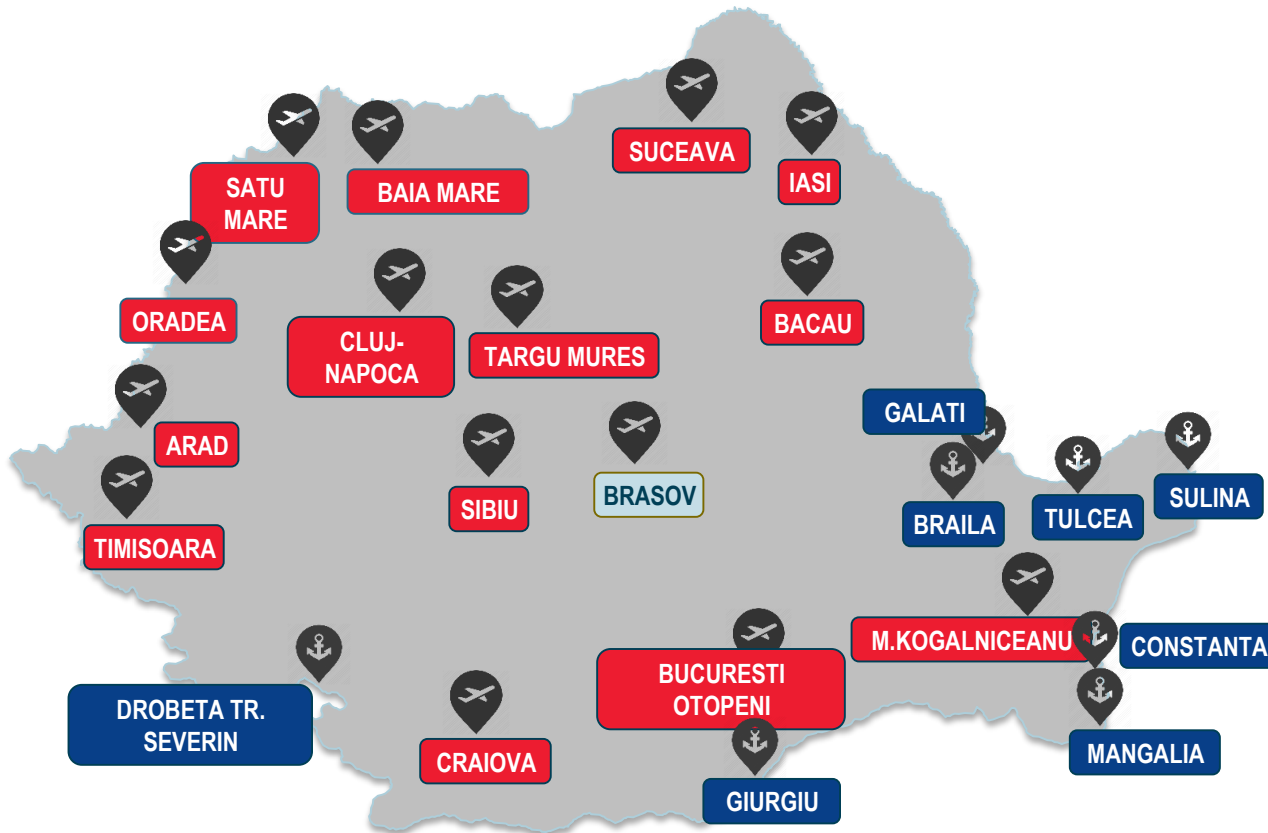 SUCEAVA
IASI
SATU
MARE
BAIA MARE
ORADEA
CLUJ-
NAPOCA
TARGU MURES
BACAU
GALATI
ARAD
SIBIU
BRASOV
BRAILA
TULCEA
SULINA
TIMISOARA
M.KOGALNICEANU
CONSTANTA
BUCURESTI
OTOPENI
DROBETA TR.
SEVERIN
CRAIOVA
MANGALIA
GIURGIU